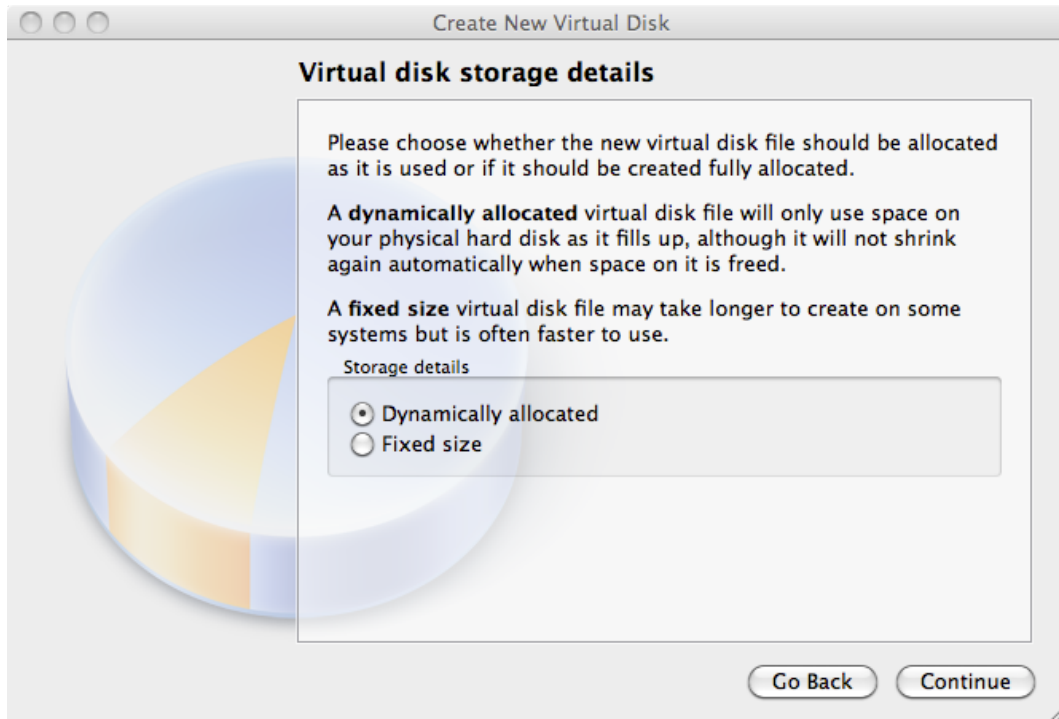 Create New Virtual Disk
Virtual disk storage details
Please choose whether the new virtual disk file should be allocated
as it is used or if it should be created fully allocated.
A dynamically allocated virtual disk file will only use space on
your physical hard disk as it fills up, although it will not shrink
again automatically when space on it is freed.
A fixed size virtual disk file may take longer to create on some
systems but is often faster to use.
Storage details
Dynamically allocated
Fixed size
Go Back
Continue